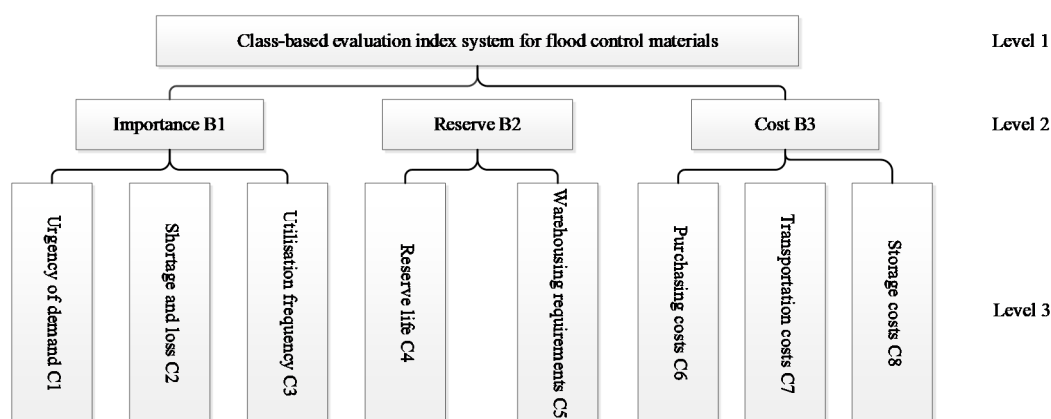 Class-based evaluation index system for flood control materials
Level 1
Importance B1
Reserve B2
Cost B3
Level 2
Urgency of demand C1
Shortage and loss C2
Utilisation frequency C3
Reserve life C4
Warehousing requirements C5
Purchasing costs C6
Transportation costs C7
Storage costs C8
Level 3